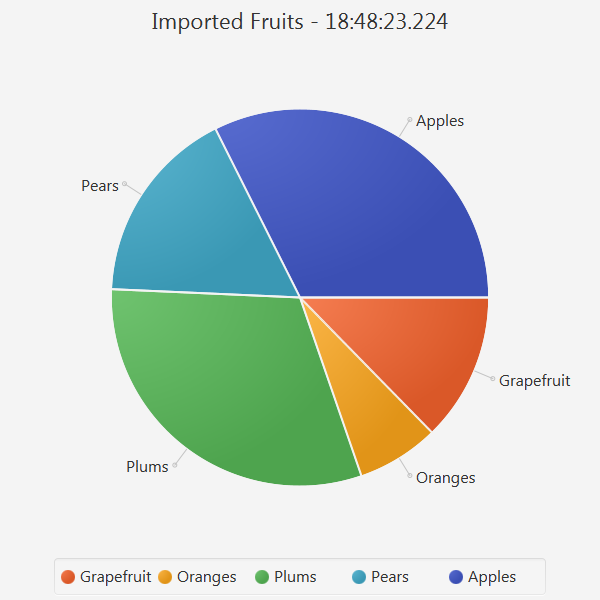 Imported Fruits - 18:48:23.224
Apples
Pears
Grapefruit
Plums
Oranges
Grapefruit Oranges Plums Pears Apples